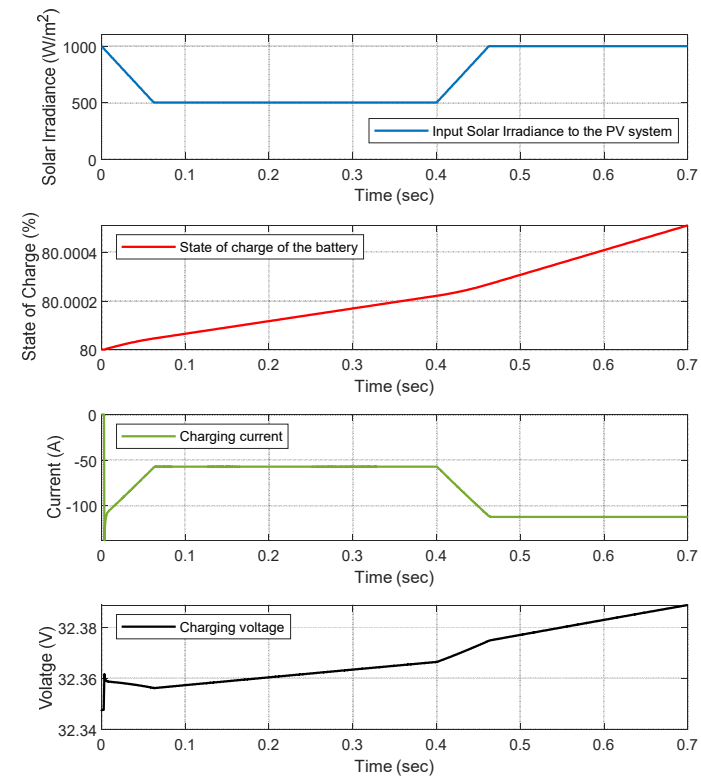 Solar Irradiance (W/m²)
1000
500
0
Input Solar Irradiance to the PV system
0 0.1 0.2 0.3 0.4 0.5 0.6 0.7
Time (sec)
State of Charge (%)
80.0004
80.0002
80
State of charge of the battery
0 0.1 0.2 0.3 0.4 0.5 0.6 0.7
Time (sec)
Current (A)
0
-50
-100
Charging current
0 0.1 0.2 0.3 0.4 0.5 0.6 0.7
Time (sec)
Volatge (V)
32.38
32.36
32.34
Charging voltage
0 0.1 0.2 0.3 0.4 0.5 0.6 0.7
Time (sec)